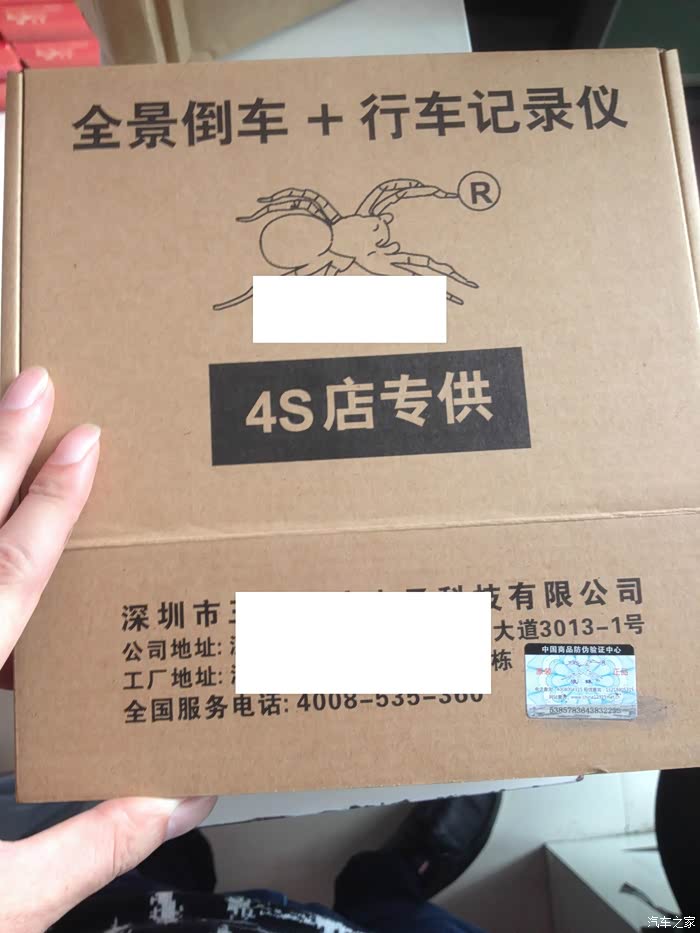 全景倒车 + 行车记录仪
R
4S店专供
深圳市 科技有限公司
公司地址: 大道3013-1号
工厂地址: 栋
全国服务电话: 4008-535-360
中国商品防伪验证中心
5385783643832295
汽车之家